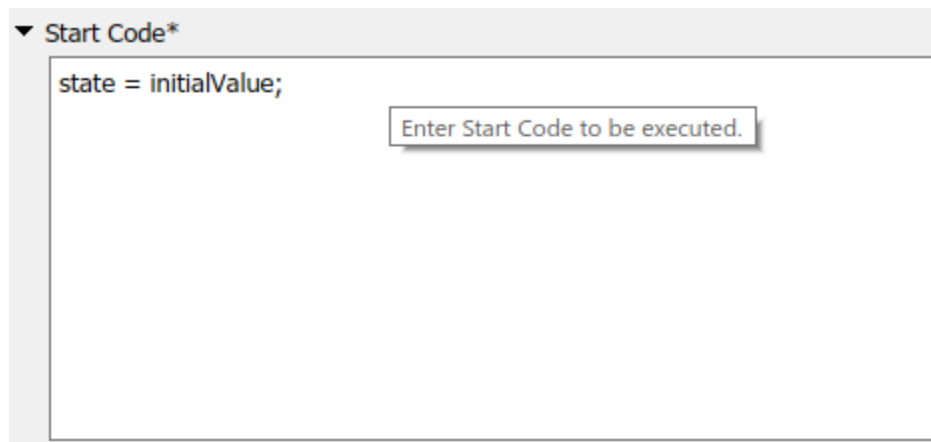 Start Code*
state = initialValue;
Enter Start Code to be executed.